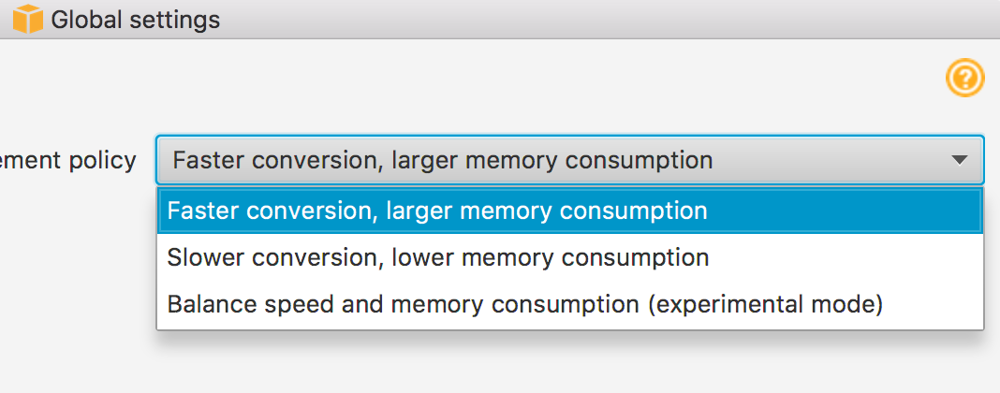 Global settings
ement policy Faster conversion, larger memory consumption
Faster conversion, larger memory consumption
Slower conversion, lower memory consumption
Balance speed and memory consumption (experimental mode)